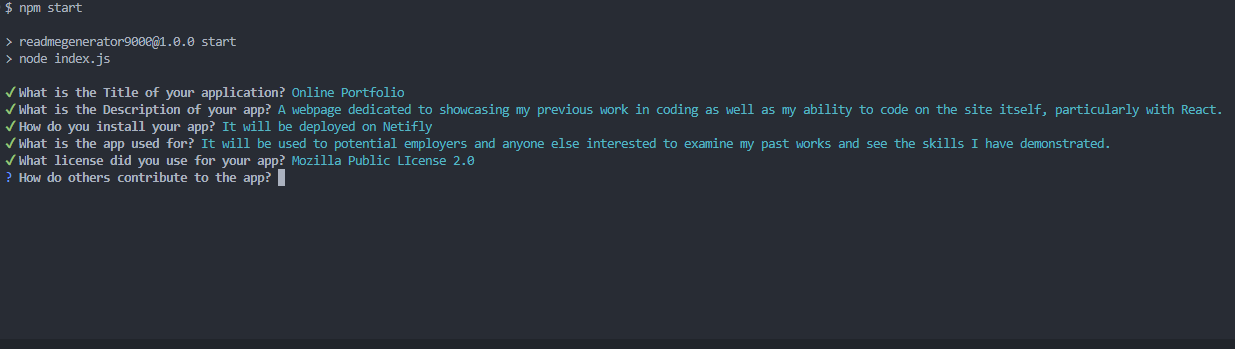 $ npm start
> readmegenerator9000@1.0.0 start
> node index.js
✔ What is the Title of your application? Online Portfolio
✔ What is the Description of your app? A webpage dedicated to showcasing my previous work in coding as well as my ability to code on the site itself, particularly with React.
✔ How do you install your app? It will be deployed on Netifly
✔ What is the app used for? It will be used to potential employers and anyone else interested to examine my past works and see the skills I have demonstrated.
✔ What license did you use for your app? Mozilla Public LIcense 2.0
? How do others contribute to the app?